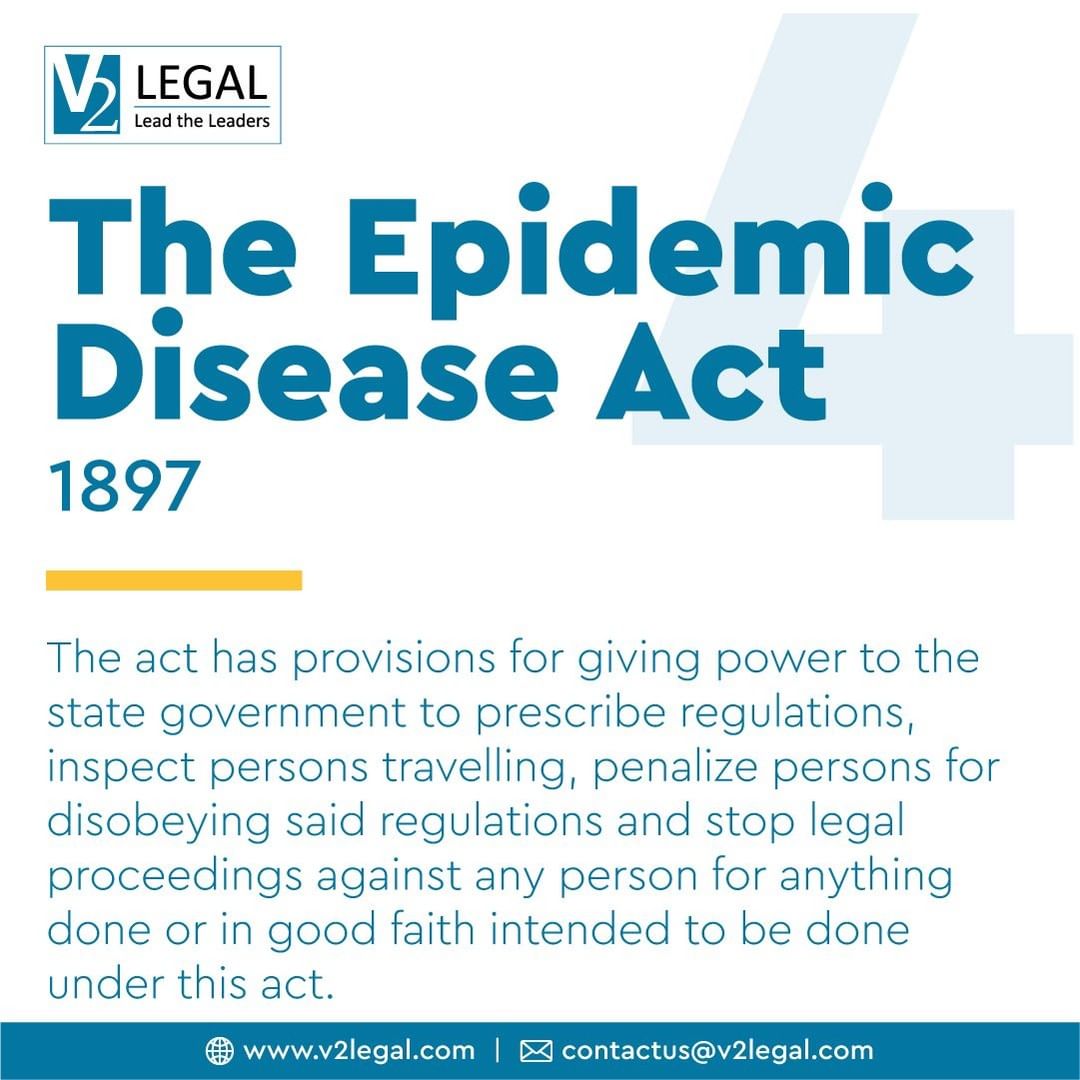 V2 LEGAL
Lead the Leaders
4
The Epidemic
Disease Act
1897
The act has provisions for giving power to the
state government to prescribe regulations,
inspect persons travelling, penalize persons for
disobeying said regulations and stop legal
proceedings against any person for anything
done or in good faith intended to be done
under this act.
www.v2legal.com | contactus@v2legal.com